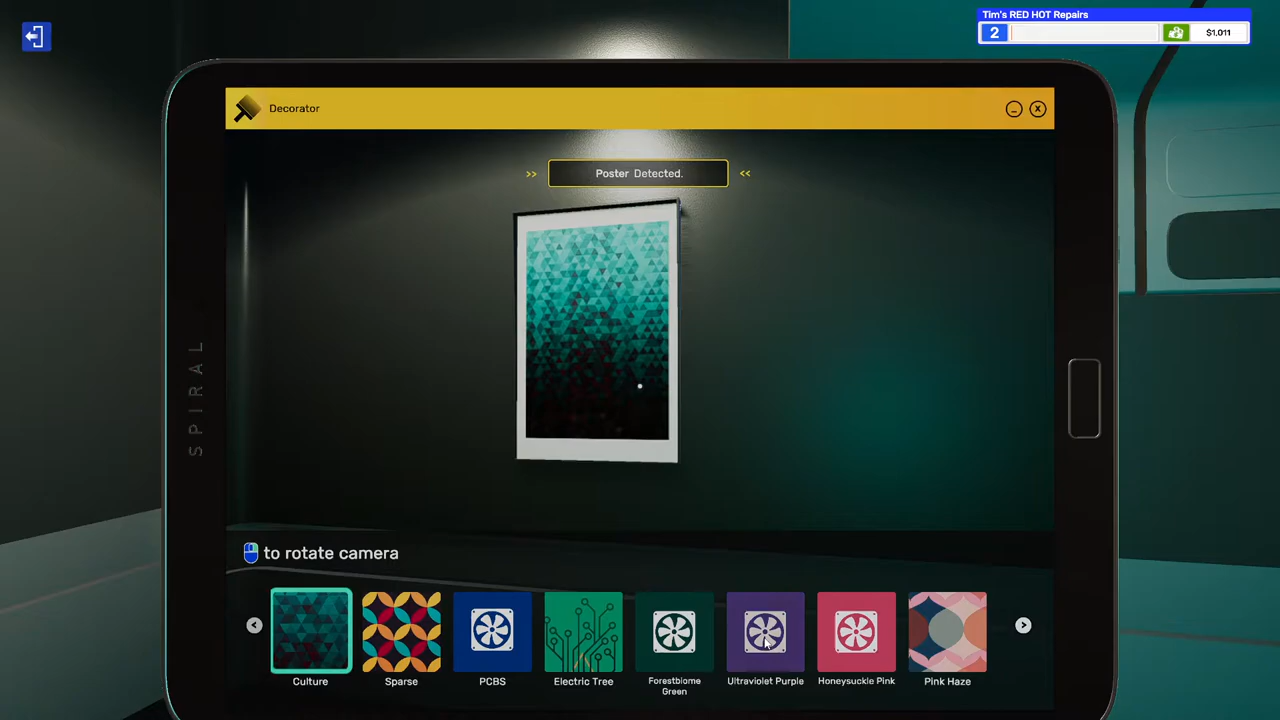 Tim's RED HOT Repairs
2
$1,011
Decorator
Poster Detected.
SPIRAL
to rotate camera
Culture
Sparse
PCBS
Electric Tree
Forestbiome
Green
Ultraviolet Purple
Honeysuckle Pink
Pink Haze